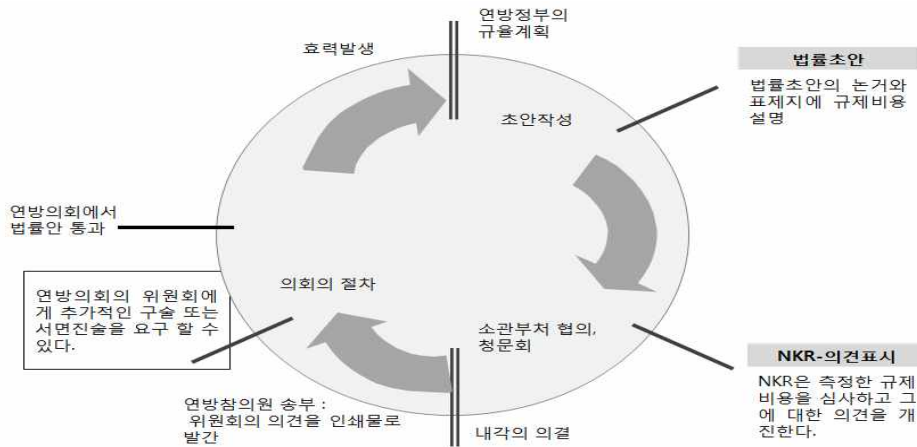 연방정부의
규율계획
효력발생
법률초안
법률초안의 논거와
표제지에 규제비용
설명
초안작성
연방의회에서
법률안 통과
의회의 절차
연방의회의 위원회에
게 추가적인 구술 또는
서면진술을 요구 할 수
있다.
소관부처 협의,
청문회
NKR-의견표시
NKR은 측정한 규제
비용을 심사하고 그
에 대한 의견을 개
진한다.
연방참의원 송부 :
위원회의 의견을 인쇄물로
발간
내각의 의결